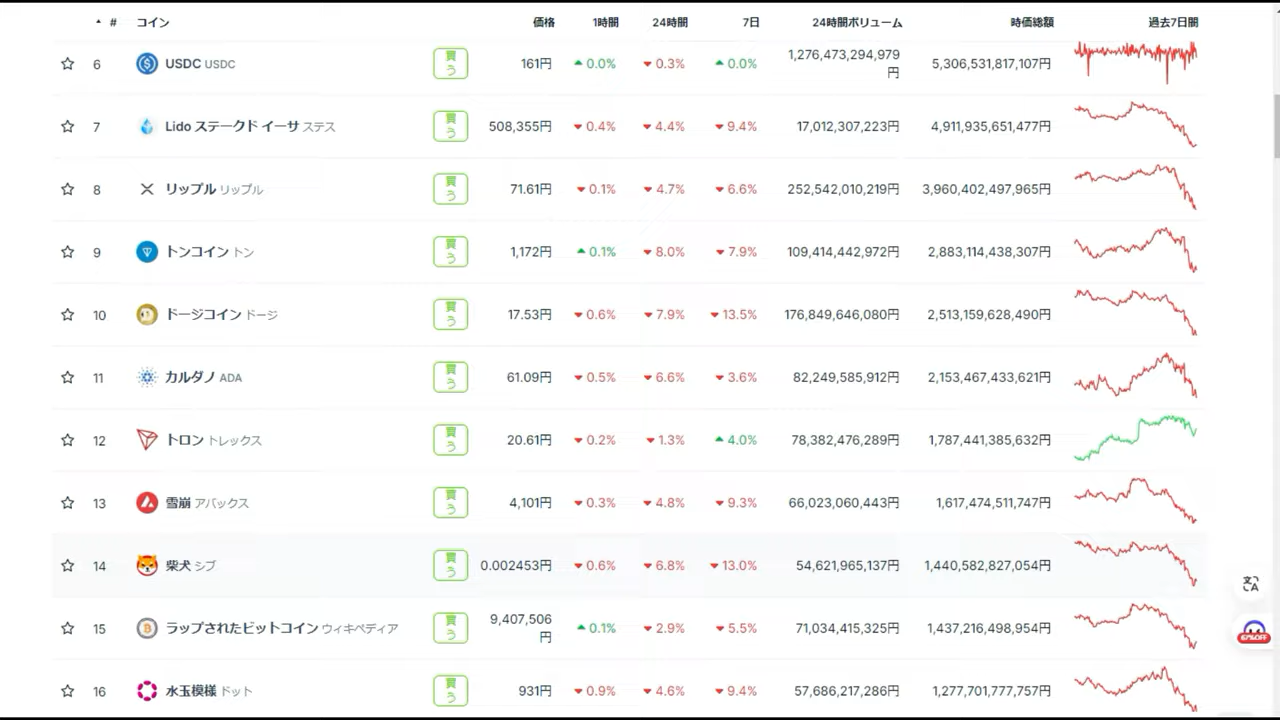 # コイン 価格 1時間 24時間 7日 24時間ボリューム 時価総額 過去7日間
6 USDC USDC 買う 161円 0.0% 0.3% 0.0% 1,276,473,294,979円 5,306,531,817,107円
7 Lido ステークド イーサ ステス 買う 508,355円 0.4% 4.4% 9.4% 17,012,307,223円 4,911,935,651,477円
8 リップル リップル 買う 71.61円 0.1% 4.7% 6.6% 252,542,010,219円 3,960,402,497,965円
9 トンコイン トン 買う 1,172円 0.1% 8.0% 7.9% 109,414,442,972円 2,883,114,438,307円
10 ドージコイン ドージ 買う 17.53円 0.6% 7.9% 13.5% 176,849,646,080円 2,513,159,628,490円
11 カルダノ ADA 買う 61.09円 0.5% 6.6% 3.6% 82,249,585,912円 2,153,467,433,621円
12 トロン トレックス 買う 20.61円 0.2% 1.3% 4.0% 78,382,476,289円 1,787,441,385,632円
13 雪崩 アバックス 買う 4,101円 0.3% 4.8% 9.3% 66,023,060,443円 1,617,474,511,747円
14 柴犬 シブ 買う 0.002453円 0.6% 6.8% 13.0% 54,621,965,137円 1,440,582,827,054円
15 ラップされたビットコイン ウィキペディア 買う 9,407,506円 0.1% 2.9% 5.5% 71,034,415,325円 1,437,216,498,954円
16 水玉模様 ドット 買う 931円 0.9% 4.6% 9.4% 57,686,217,286円 1,277,701,777,757円